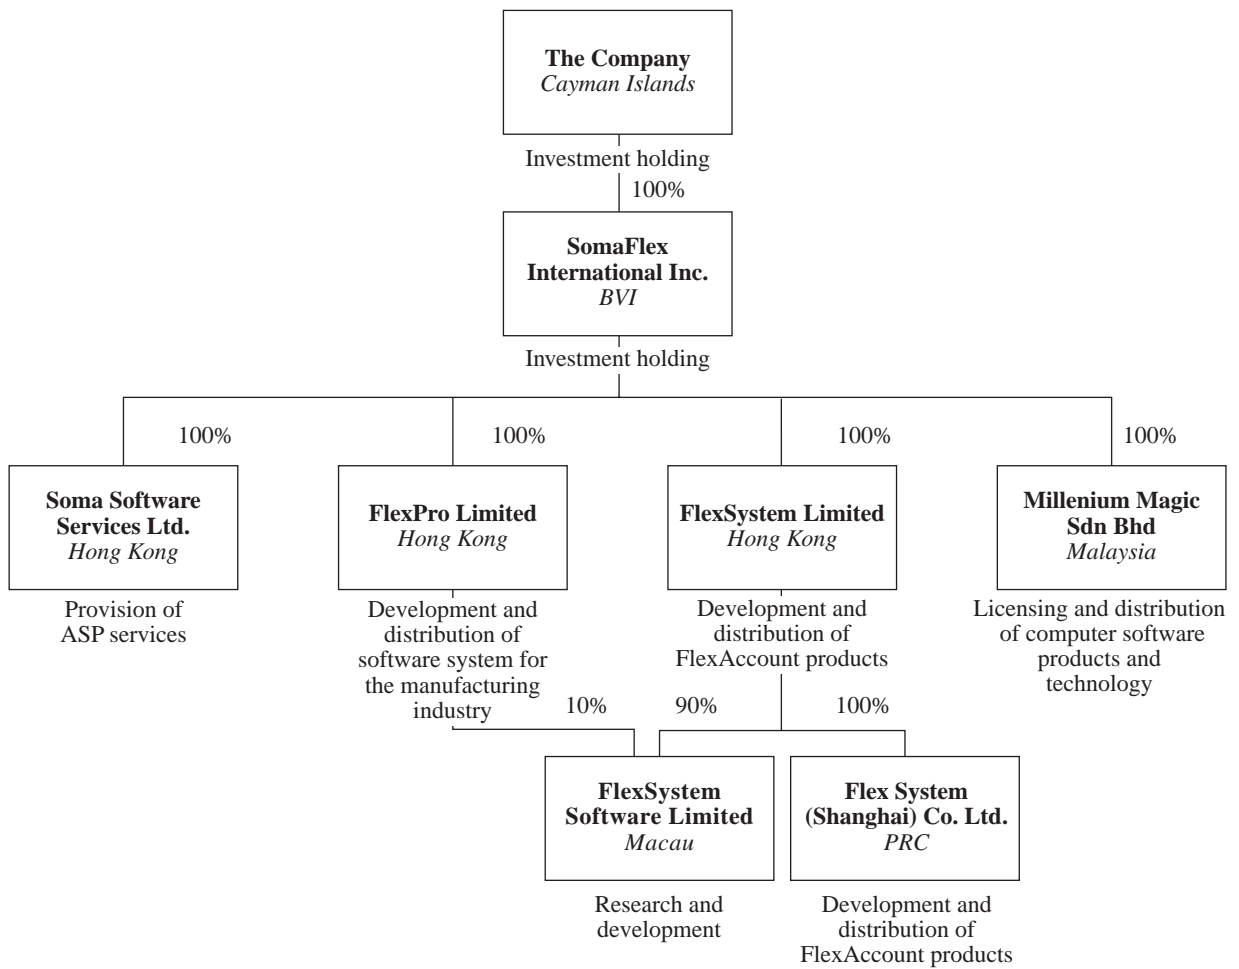 The Company
Cayman Islands
Investment holding
100%
SomaFlex
International Inc.
BVI
Investment holding
100%
100%
100%
100%
Soma Software
Services Ltd.
Hong Kong
FlexPro Limited
Hong Kong
FlexSystem Limited
Hong Kong
Millenium Magic
Sdn Bhd
Malaysia
Provision of
ASP services
Development and
distribution of
software system for
the manufacturing
industry
Development and
distribution of
FlexAccount products
Licensing and distribution
of computer software
products and
technology
10%
90%
100%
FlexSystem
Software Limited
Macau
Flex System
(Shanghai) Co. Ltd.
PRC
Research and
development
Development and
distribution of
FlexAccount products